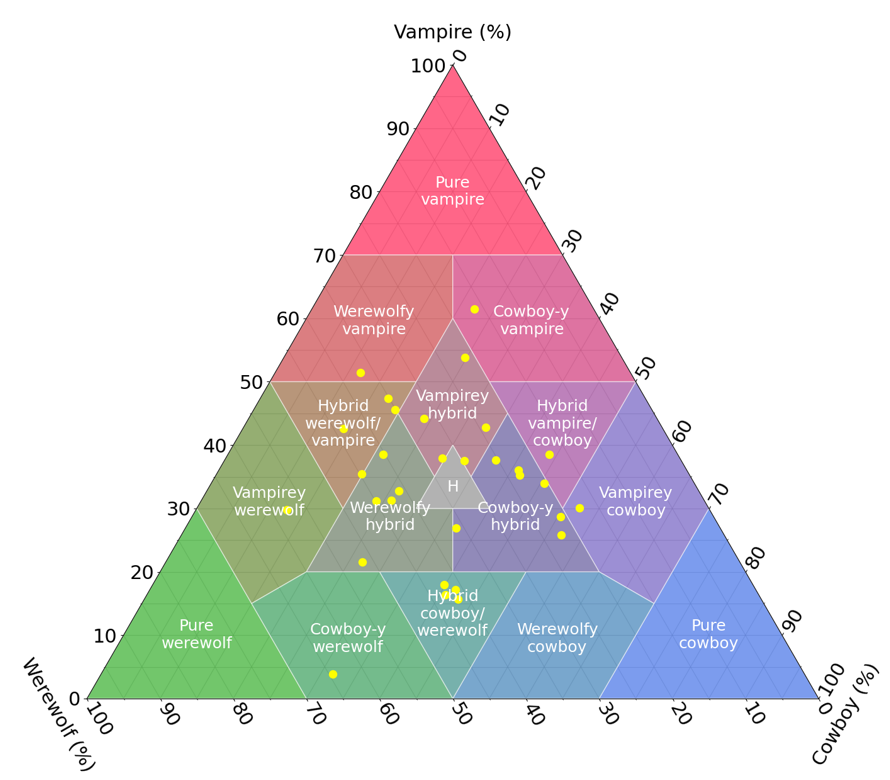 Vampire (%)
100
0
90
10
80
20
Pure
vampire
70
30
60
40
Werewolfy
vampire
Cowboy-y
vampire
50
50
Vampirey
hybrid
Hybrid
werewolf/
vampire
Hybrid
vampire/
cowboy
40
60
H
30
70
Vampirey
werewolf
Werewolfy
hybrid
Cowboy-y
hybrid
Vampirey
cowboy
20
80
Hybrid
cowboy/
werewolf
10
90
Pure
werewolf
Cowboy-y
werewolf
Werewolfy
cowboy
Pure
cowboy
0
100
100
90
80
70
60
50
40
30
20
10
0
Werewolf (%)
Cowboy (%)